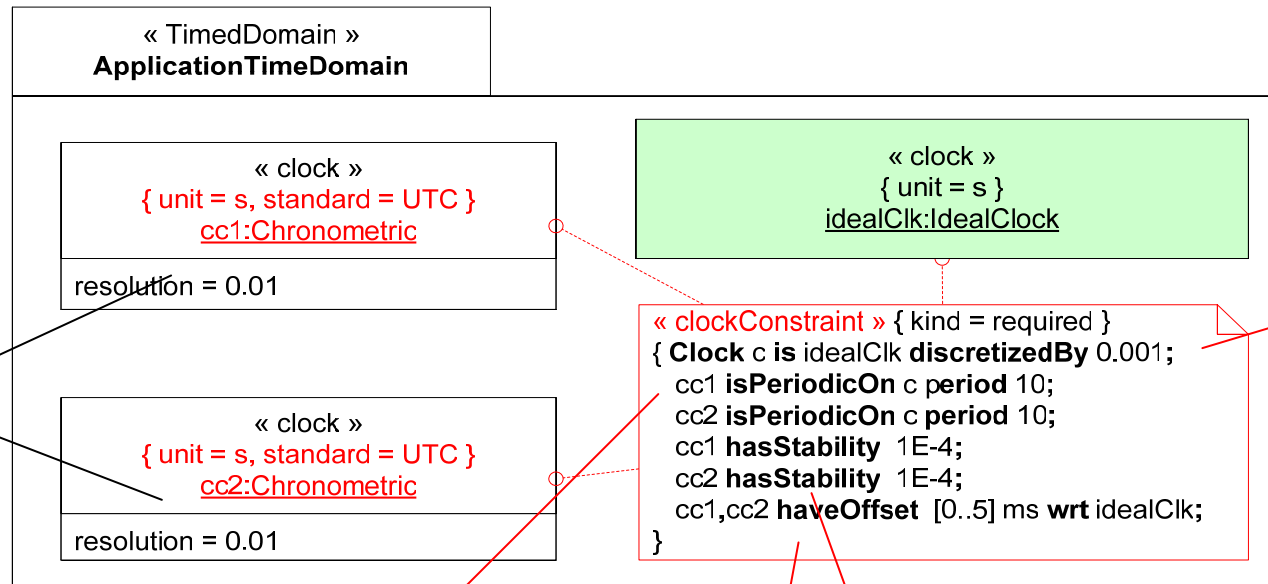 « TimedDomain »
ApplicationTimeDomain
« clock »
{ unit = s, standard = UTC }
cc1:Chronometric
resolution = 0.01
« clock »
{ unit = s }
idealClk:IdealClock
« clockConstraint » { kind = required }
{ Clock c is idealClk discretizedBy 0.001;
cc1 isPeriodicOn c period 10;
cc2 isPeriodicOn c period 10;
cc1 hasStability 1E-4;
cc2 hasStability 1E-4;
cc1,cc2 haveOffset [0..5] ms wrt idealClk;
}
« clock »
{ unit = s, standard = UTC }
cc2:Chronometric
resolution = 0.01